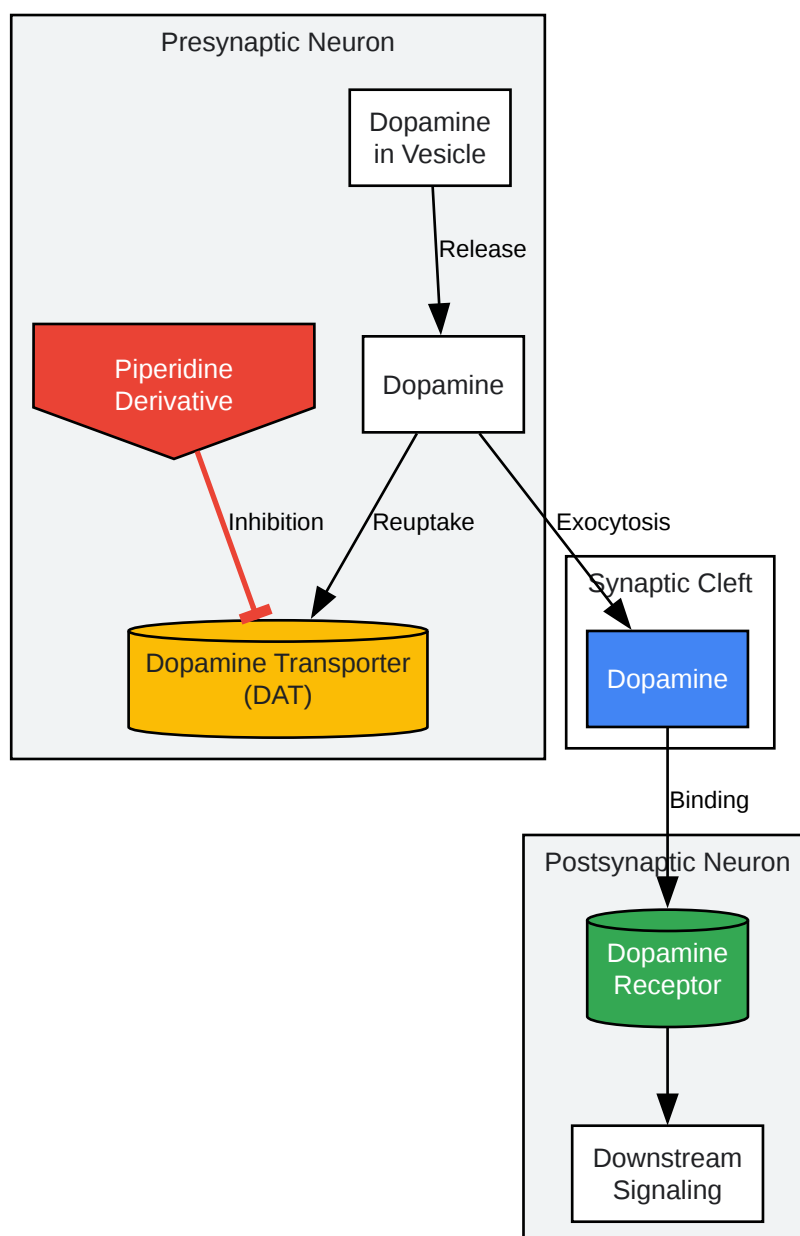 Presynaptic Neuron
Dopamine
in Vesicle
Release
Piperidine
Derivative
Dopamine
Inhibition
Reuptake
Exocytosis
Synaptic Cleft
Dopamine Transporter
(DAT)
Dopamine
Binding
Postsynaptic Neuron
Dopamine
Receptor
Downstream
Signaling